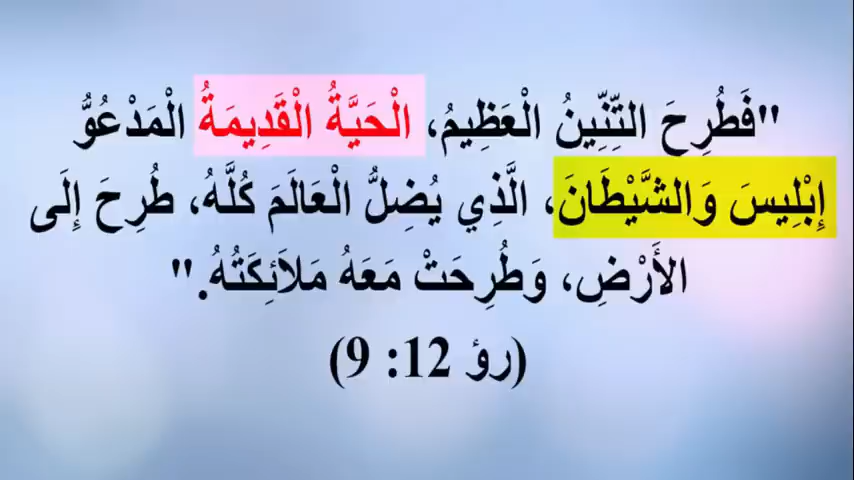 "فَطُرِحَ التِّنِّينُ الْعَظِيمُ، الْحَيَّةُ الْقَدِيمَةُ الْمَدْعُوُّ
إِبْلِيسَ وَالشَّيْطَانَ، الَّذِي يُضِلُّ الْعَالَمَ كُلَّهُ، طُرِحَ إِلَى
الأَرْضِ، وَطُرِحَتْ مَعَهُ مَلاَئِكَتُهُ."
(رؤ 12: 9)